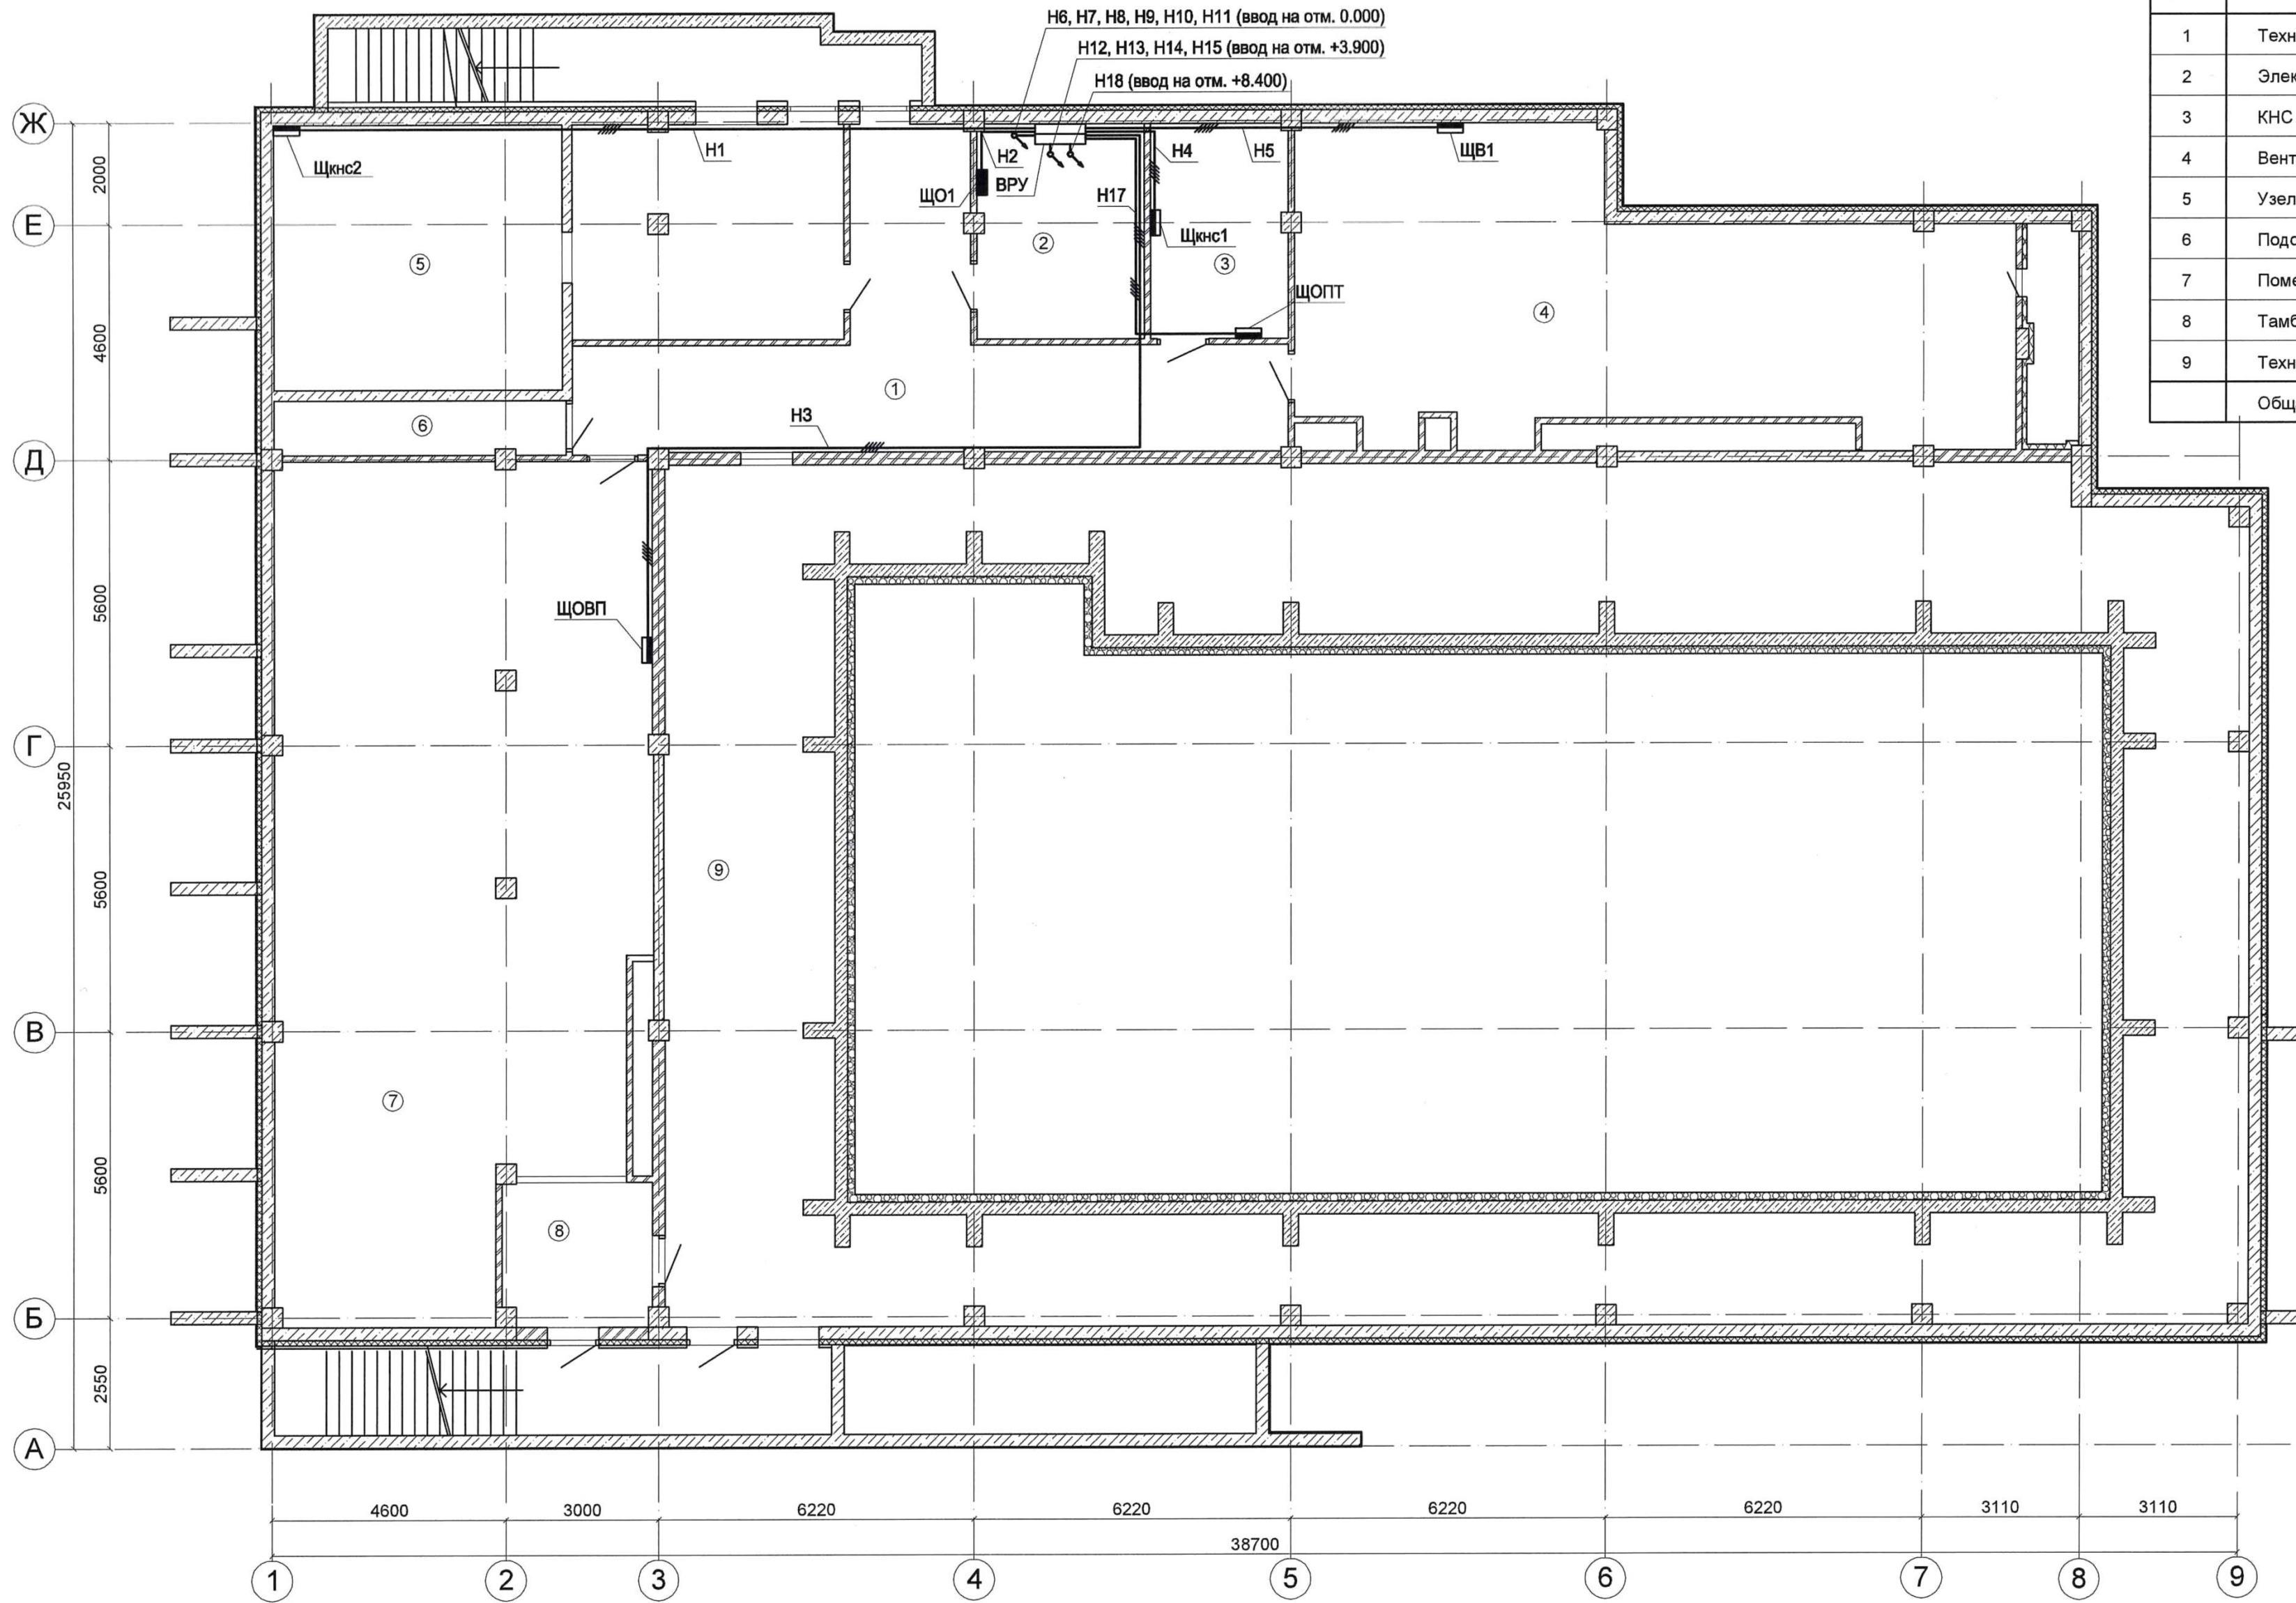 Н6, Н7, Н8, Н9, Н10, Н11 (ввод на отм. 0.000)
Н12, Н13, Н14, Н15 (ввод на отм. +3.900)
Н18 (ввод на отм. +8.400)
1
2
Элек
3
КНС
4
Вент
5
Узел
6
7
Поме
8
Тамб
9
Техн
Общ
Ж
Е
Д
Г
В
Б
А
2000
4600
5600
5600
5600
2550
25950
Щкнс2
Н1
ЩО1
Н2
ВРУ
Н17
Н4
Н5
ЩВ1
Щкнс1
ЩОПТ
Н3
ЩОВП
5
2
3
4
1
6
9
7
8
4600
3000
6220
6220
6220
6220
3110
3110
38700
1
2
3
4
5
6
7
8
9